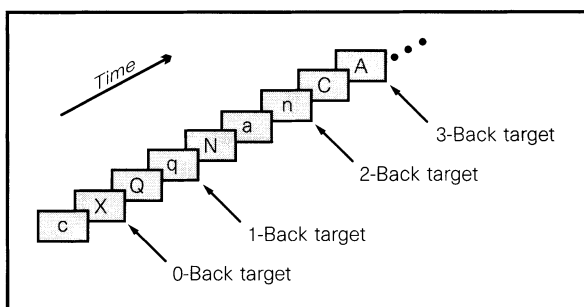 Time
A
C
n
3-Back target
a
N
2-Back target
q
Q
1-Back target
X
c
0-Back target